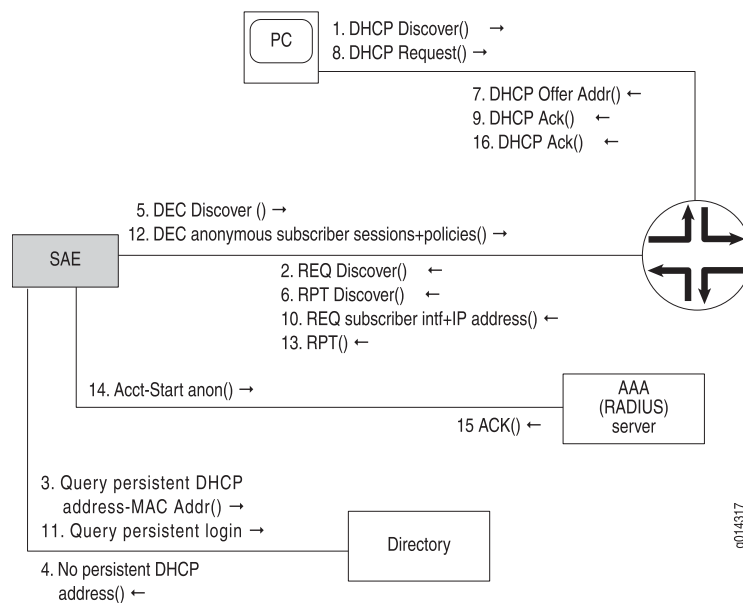 PC
1. DHCP Discover() →
8. DHCP Request() →
7. DHCP Offer Addr() ←
9. DHCP Ack() ←
16. DHCP Ack() ←
5. DEC Discover () →
12. DEC anonymous subscriber sessions+policies() →
SAE
2. REQ Discover() ←
6. RPT Discover() ←
10. REQ subscriber intf+IP address() ←
13. RPT() ←
14. Acct-Start anon() →
AAA
(RADIUS)
server
15 ACK() ←
3. Query persistent DHCP
address-MAC Addr() →
11. Query persistent login →
Directory
4. No persistent DHCP
address() ←
g014317